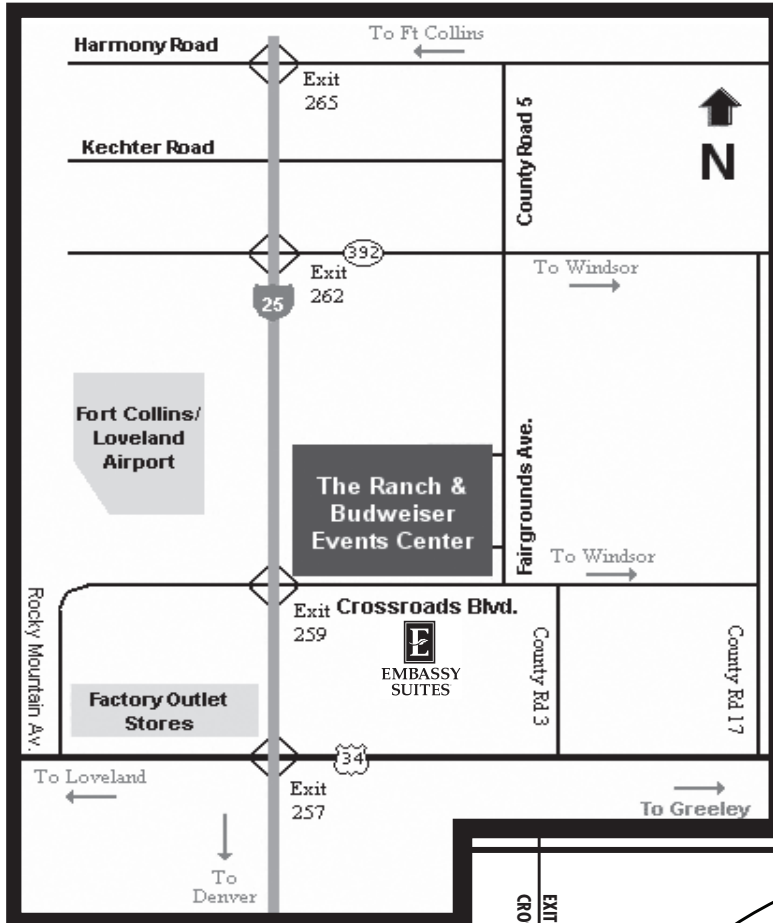 To Ft Collins
Harmony Road
Exit
265
County Road 5
N
Kechter Road
392
Exit
262
To Windsor
25
Fort Collins/
Loveland
Airport
The Ranch &
Budweiser
Events Center
Fairgrounds Ave.
To Windsor
Rocky Mountain Av.
Exit
259
Crossroads Blvd.
E
EMBASSY
SUITES
County Rd 3
County Rd 17
Factory Outlet
Stores
34
To Loveland
Exit
257
To Greeley
To
Denver
EXIT
CRO